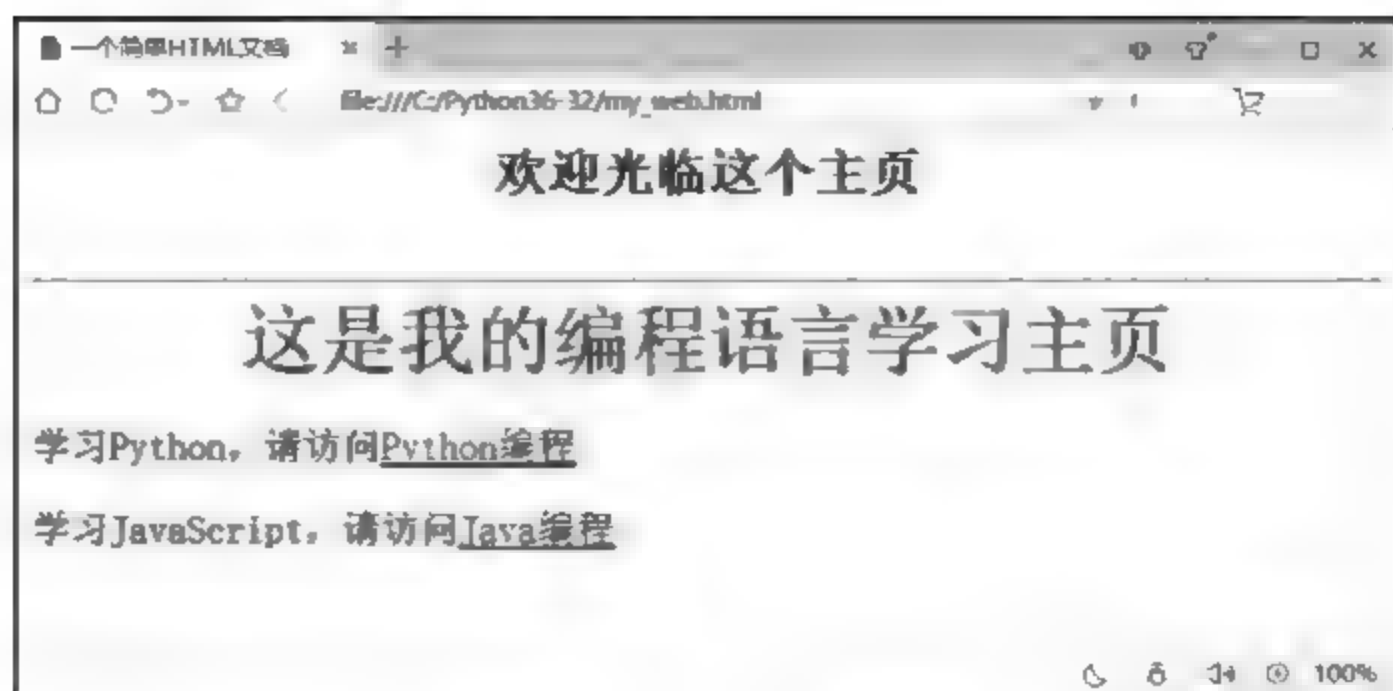 一个简单HTML文档
file:///C:/Python36-32/my_web.html
欢迎光临这个主页
这是我的编程语言学习主页
学习Python，请访问Python编程
学习JavaScript，请访问Java编程
100%